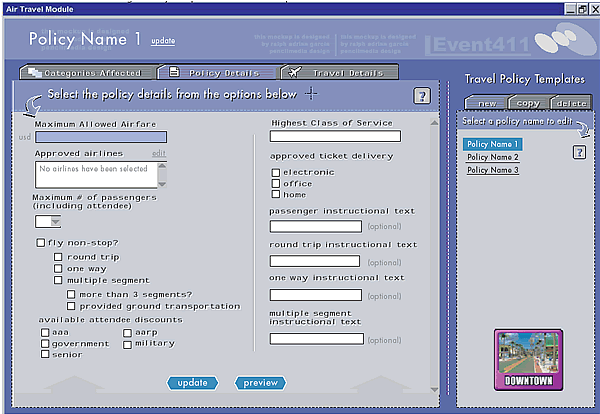 Air Travel Module
Policy Name 1 update
this mockup is designed
by ralph edison garcol
Event411
Categories Affected
Policy Details
Travel Details
Select the policy details from the options below
?
Maximum Allowed Airfare
usd
Approved airlines edit
No airlines have been selected
Maximum # of passengers
(including attendee)
fly non-stop?
round trip
one way
multiple segment
more than 3 segments?
provided ground transportation
available attendee discounts
aaa
aarp
government
military
senior
Highest Class of Service
approved ticket delivery
electronic
office
home
passenger instructional text
(optional)
round trip instructional text
(optional)
one way instructional text
(optional)
multiple segment
instructional text
(optional)
update
preview
Travel Policy Templates
new
copy
delete
Select a policy name to edit
?
Policy Name 1
Policy Name 2
Policy Name 3
DOWNTOWN